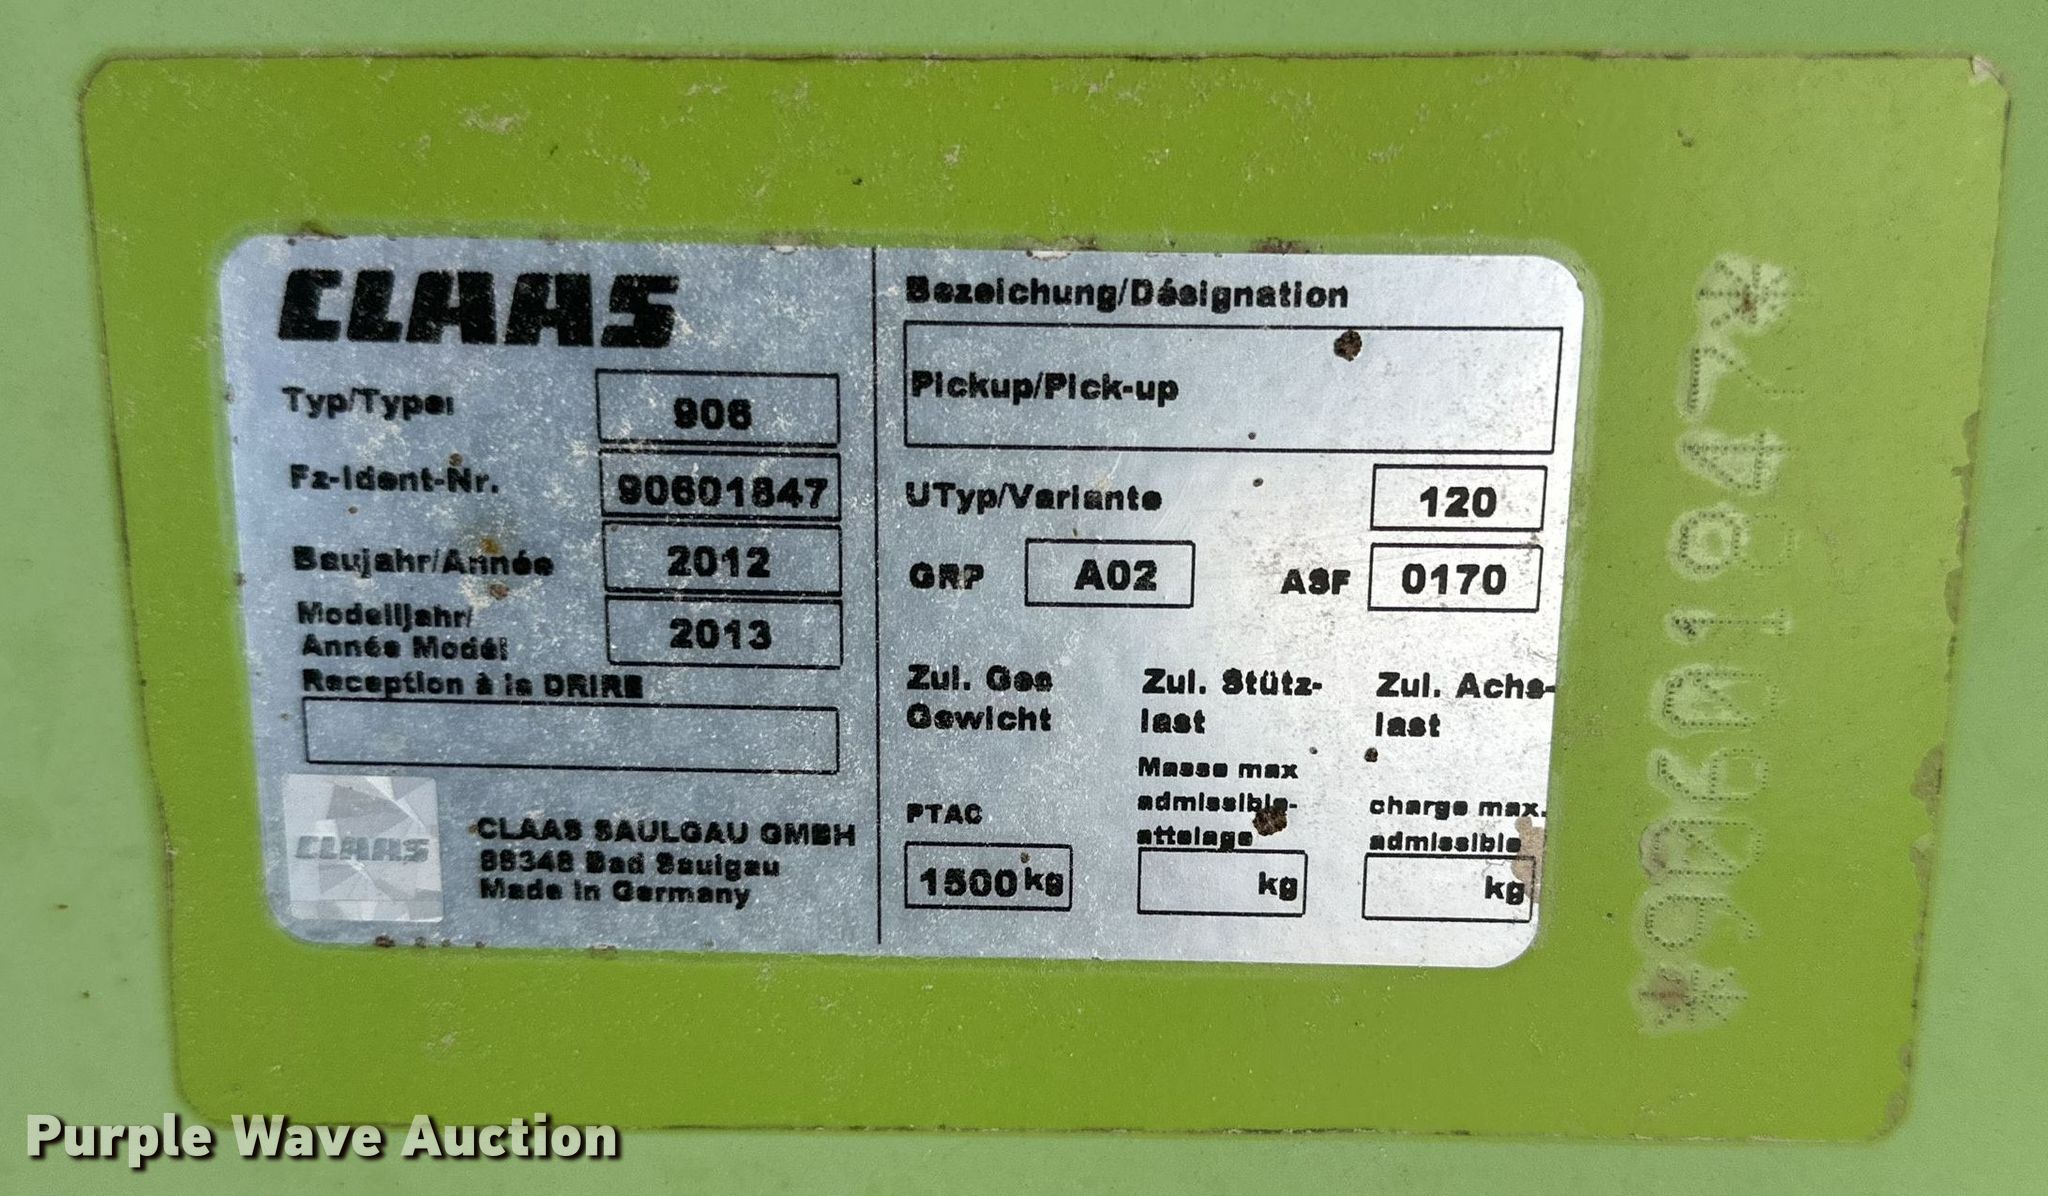 CLAAS
Typ/Type: 906
Fz-Ident-Nr. 90601847
Baujahr/Année 2012
Modelljahr/
Année Modél 2013
Reception à la DRIRE
CLAAS
CLAAS SAULGAU GMBH
88348 Bad Saulgau
Made in Germany
Bezeichung/Désignation
Pickup/Pick-up
UTyp/Variante 120
GRP A02 ASF 0170
Zul. Ges
Gewicht
PTAC
1500 kg
Zul. Stütz-
last
Masse max
admissible-
attelage
kg
Zul. Achs-
last
charge max.
admissible
kg
*90601847*
Purple Wave Auction